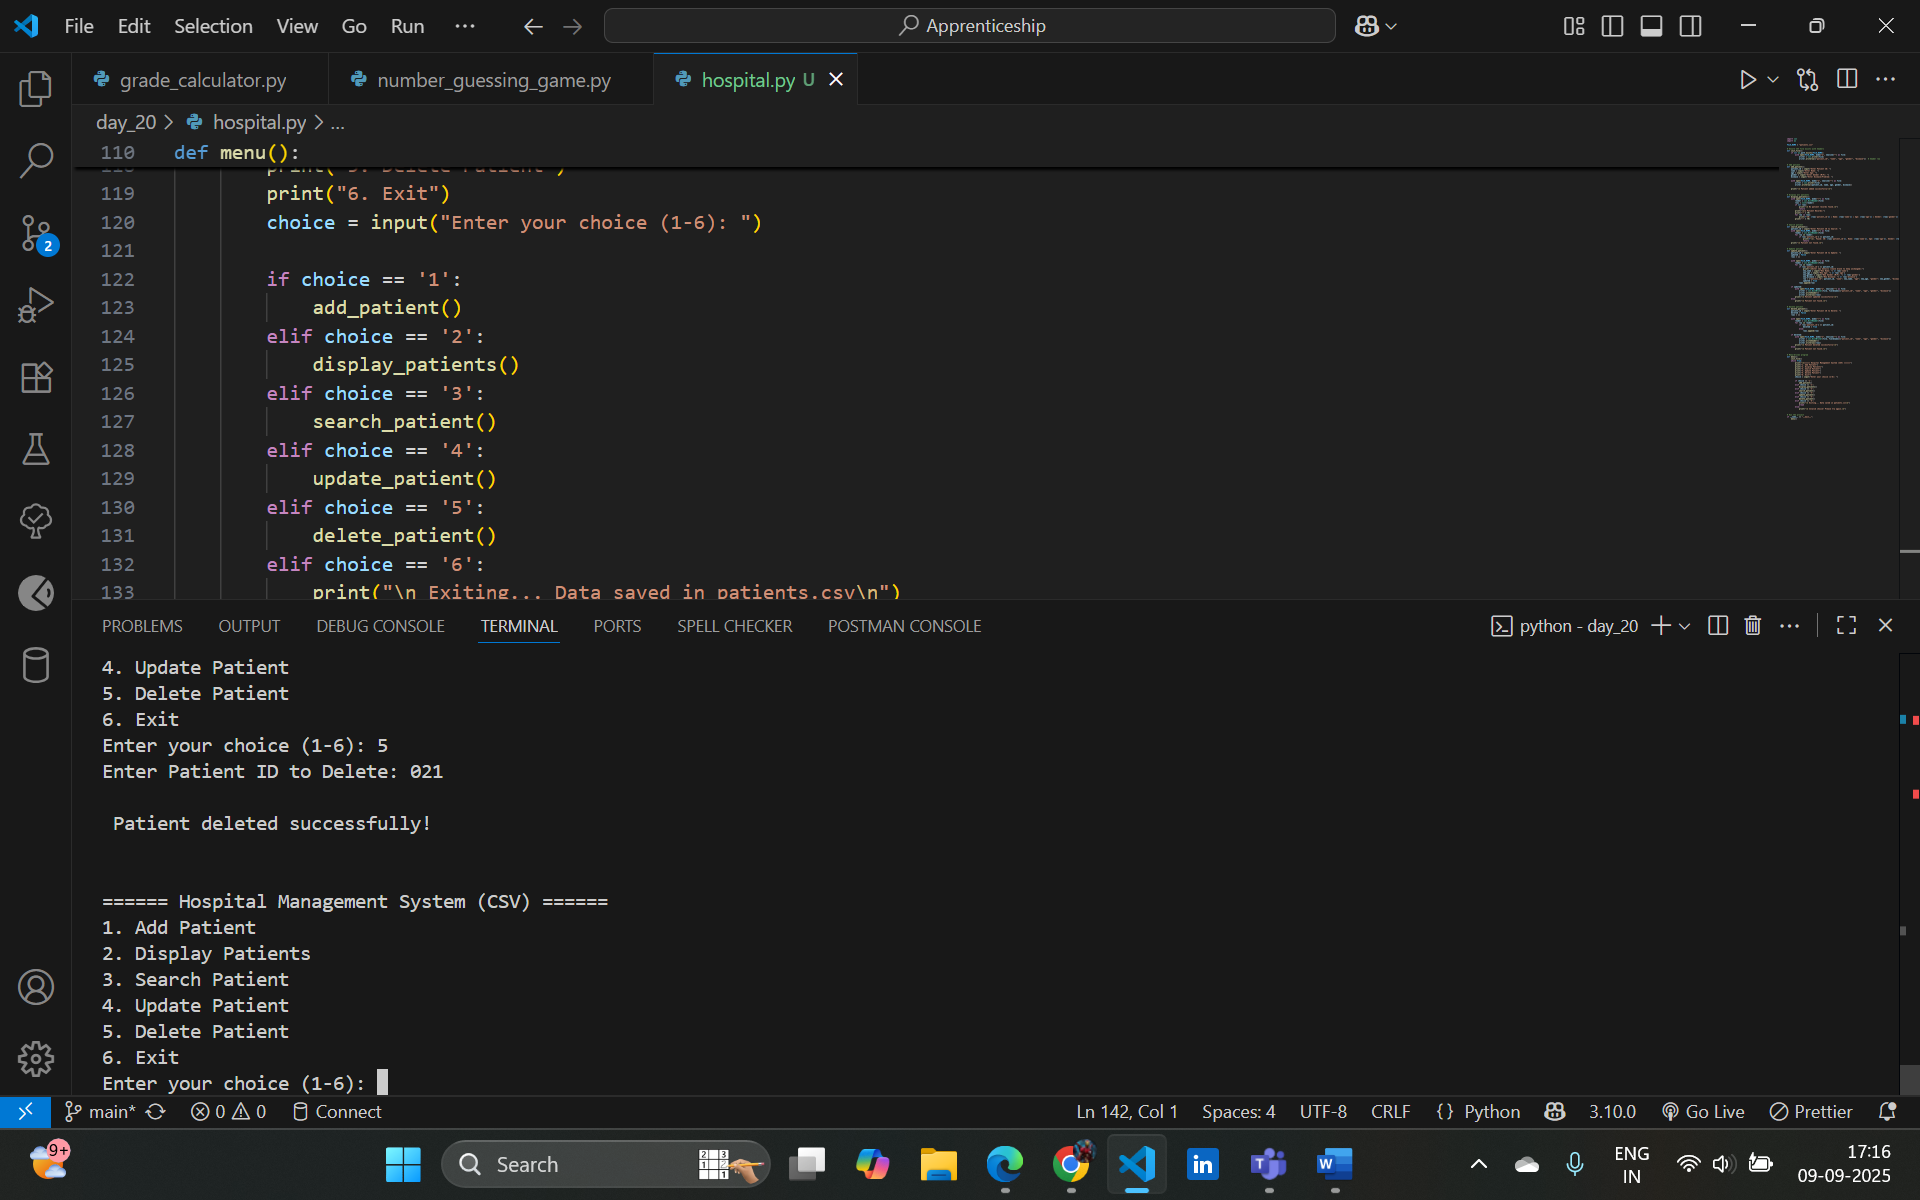 File Edit Selection View Go Run ...
Apprenticeship
grade_calculator.py
number_guessing_game.py
hospital.py U
day_20 > hospital.py > ...
110 def menu():
119 print("6. Exit")
120 choice = input("Enter your choice (1-6): ")
121
122 if choice == '1':
123 add_patient()
124 elif choice == '2':
125 display_patients()
126 elif choice == '3':
127 search_patient()
128 elif choice == '4':
129 update_patient()
130 elif choice == '5':
131 delete_patient()
132 elif choice == '6':
133 print("\n Exiting... Data saved in patients.csv\n")
2
PROBLEMS OUTPUT DEBUG CONSOLE TERMINAL PORTS SPELL CHECKER POSTMAN CONSOLE
python - day_20
4. Update Patient
5. Delete Patient
6. Exit
Enter your choice (1-6): 5
Enter Patient ID to Delete: 021
Patient deleted successfully!
====== Hospital Management System (CSV) ======
1. Add Patient
2. Display Patients
3. Search Patient
4. Update Patient
5. Delete Patient
6. Exit
Enter your choice (1-6):
main* 0 0 Connect
Ln 142, Col 1 Spaces: 4 UTF-8 CRLF {} Python 3.10.0 Go Live Prettier
9+
Search
ENG
IN
17:16
09-09-2025